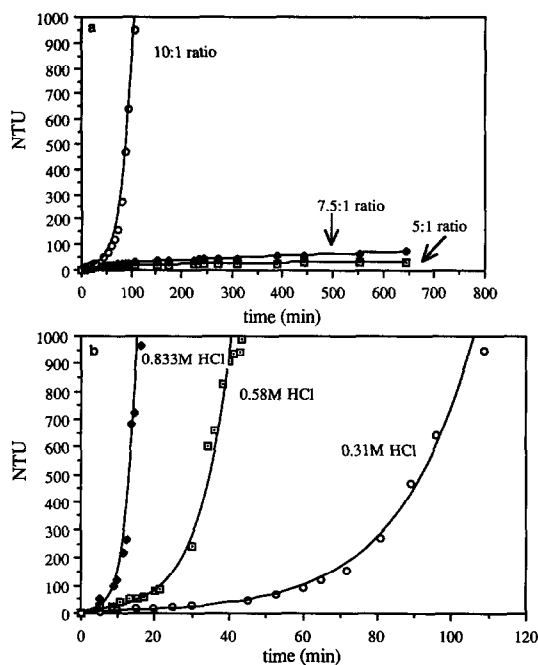 1000
a
900
10:1 ratio
800
700
600
NTU
500
400
300
7.5:1 ratio
200
5:1 ratio
100
0
0 100 200 300 400 500 600 700 800
time (min)
1000
b
0.833M HCl
900
0.58M HCl
800
700
0.31M HCl
600
NTU
500
400
300
200
100
0
0 20 40 60 80 100 120
time (min)